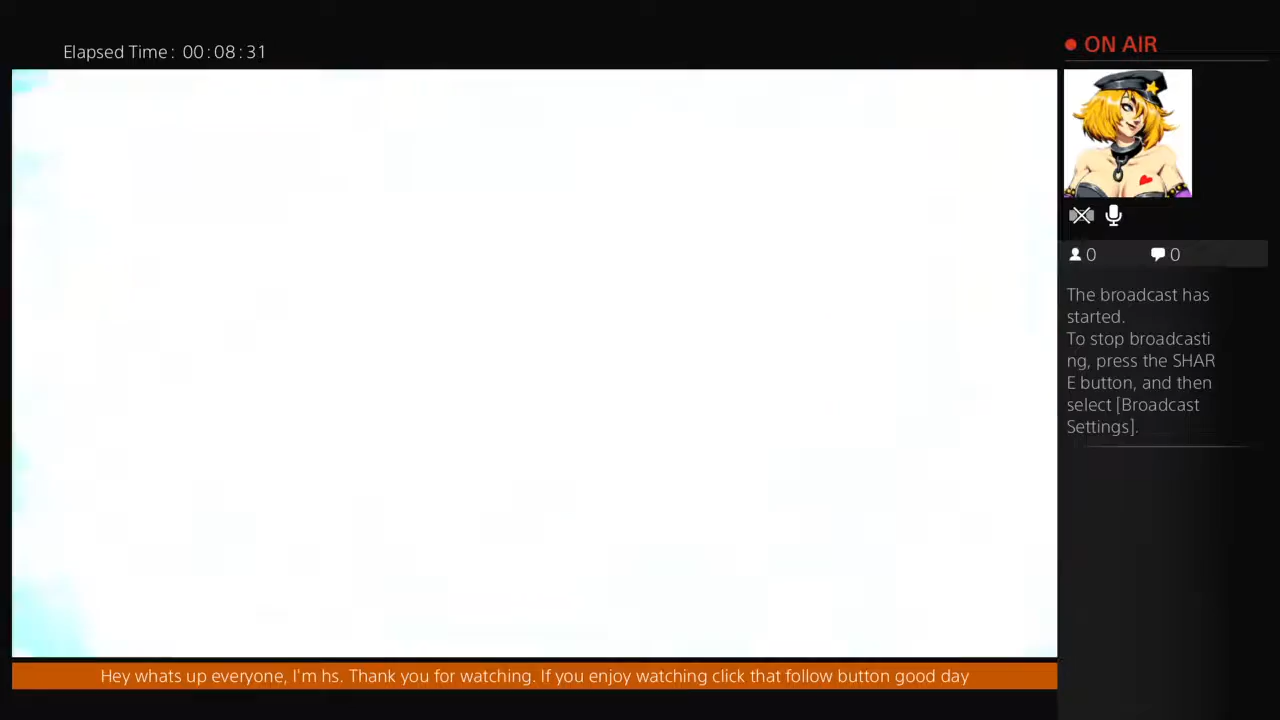 Elapsed Time: 00:08:31
ON AIR
0
0
The broadcast has
started.
To stop broadcasti
ng, press the SHAR
E button, and then
select [Broadcast
Settings].
Hey whats up everyone, I'm hs. Thank you for watching. If you enjoy watching click that follow button good day